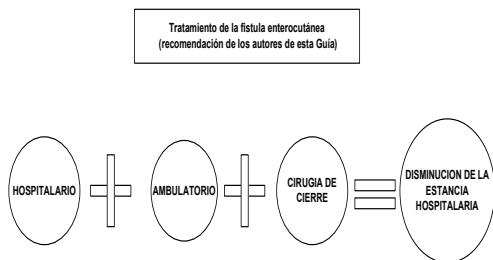 Tratamiento de la fistula enterocutánea
(recomendación de los autores de esta Guía)
HOSPITALARIO
AMBULATORIO
CIRUGIA DE
CIERRE
DISMINUCION DE LA
ESTANCIA
HOSPITALARIA